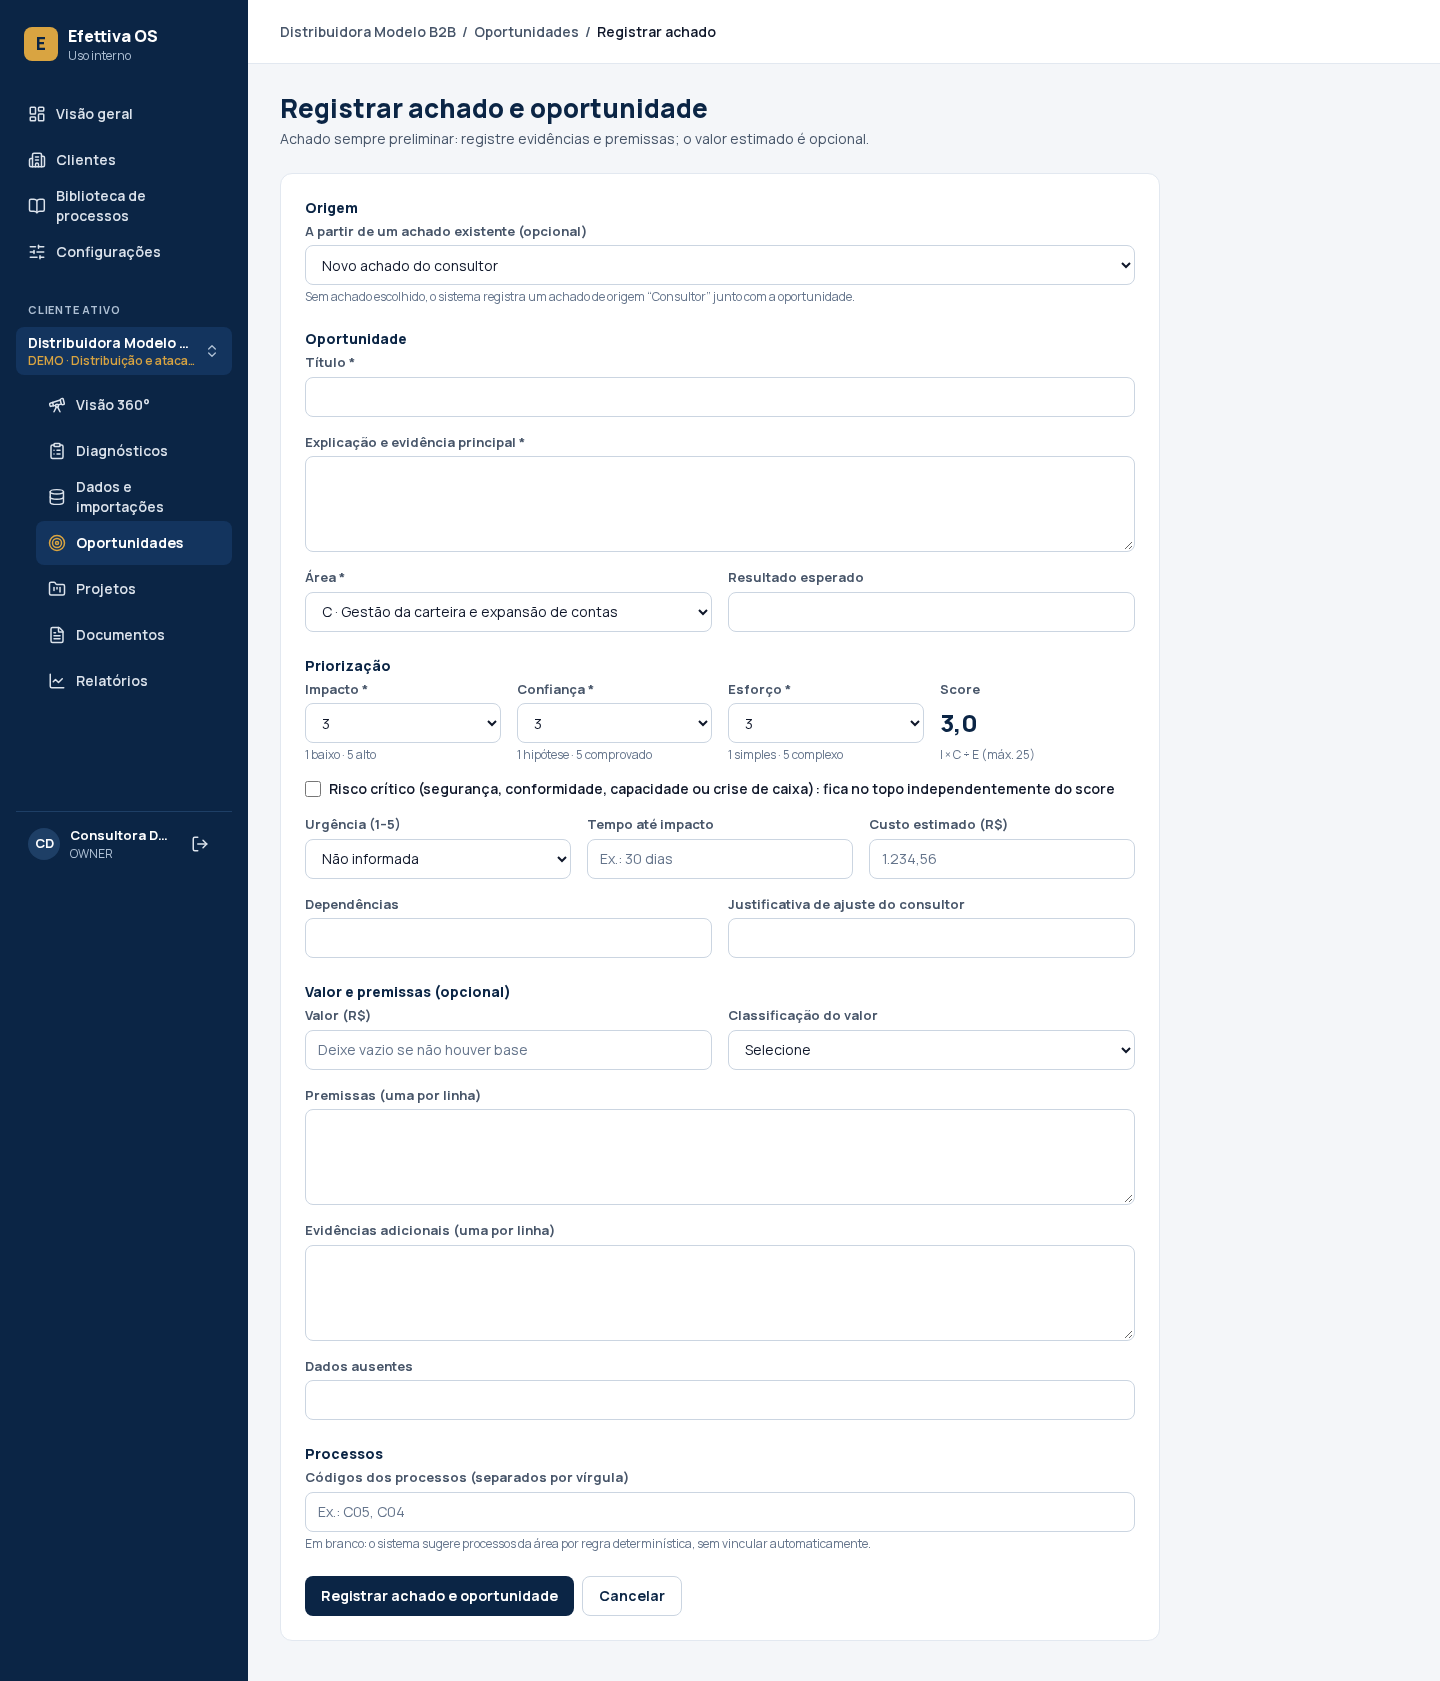 E
Efettiva OS
Uso interno
Visão geral
Clientes
Biblioteca de
processos
Configurações
CLIENTE ATIVO
Distribuidora Modelo ...
DEMO · Distribuição e ataca...
Visão 360°
Diagnósticos
Dados e
importações
Oportunidades
Projetos
Documentos
Relatórios
CD
Consultora D...
OWNER
Distribuidora Modelo B2B / Oportunidades / Registrar achado
Registrar achado e oportunidade
Achado sempre preliminar: registre evidências e premissas; o valor estimado é opcional.
Origem
A partir de um achado existente (opcional)
Novo achado do consultor
Sem achado escolhido, o sistema registra um achado de origem “Consultor” junto com a oportunidade.
Oportunidade
Título *
Explicação e evidência principal *
Área * Resultado esperado
C · Gestão da carteira e expansão de contas
Priorização
Impacto * Confiança * Esforço * Score
3 3 3 3,0
1 baixo · 5 alto 1 hipótese · 5 comprovado 1 simples · 5 complexo I × C ÷ E (máx. 25)
Risco crítico (segurança, conformidade, capacidade ou crise de caixa): fica no topo independentemente do score
Urgência (1–5) Tempo até impacto Custo estimado (R$)
Não informada Ex.: 30 dias 1.234,56
Dependências Justificativa de ajuste do consultor
Valor e premissas (opcional)
Valor (R$) Classificação do valor
Deixe vazio se não houver base Selecione
Premissas (uma por linha)
Evidências adicionais (uma por linha)
Dados ausentes
Processos
Códigos dos processos (separados por vírgula)
Ex.: C05, C04
Em branco: o sistema sugere processos da área por regra determinística, sem vincular automaticamente.
Registrar achado e oportunidade Cancelar